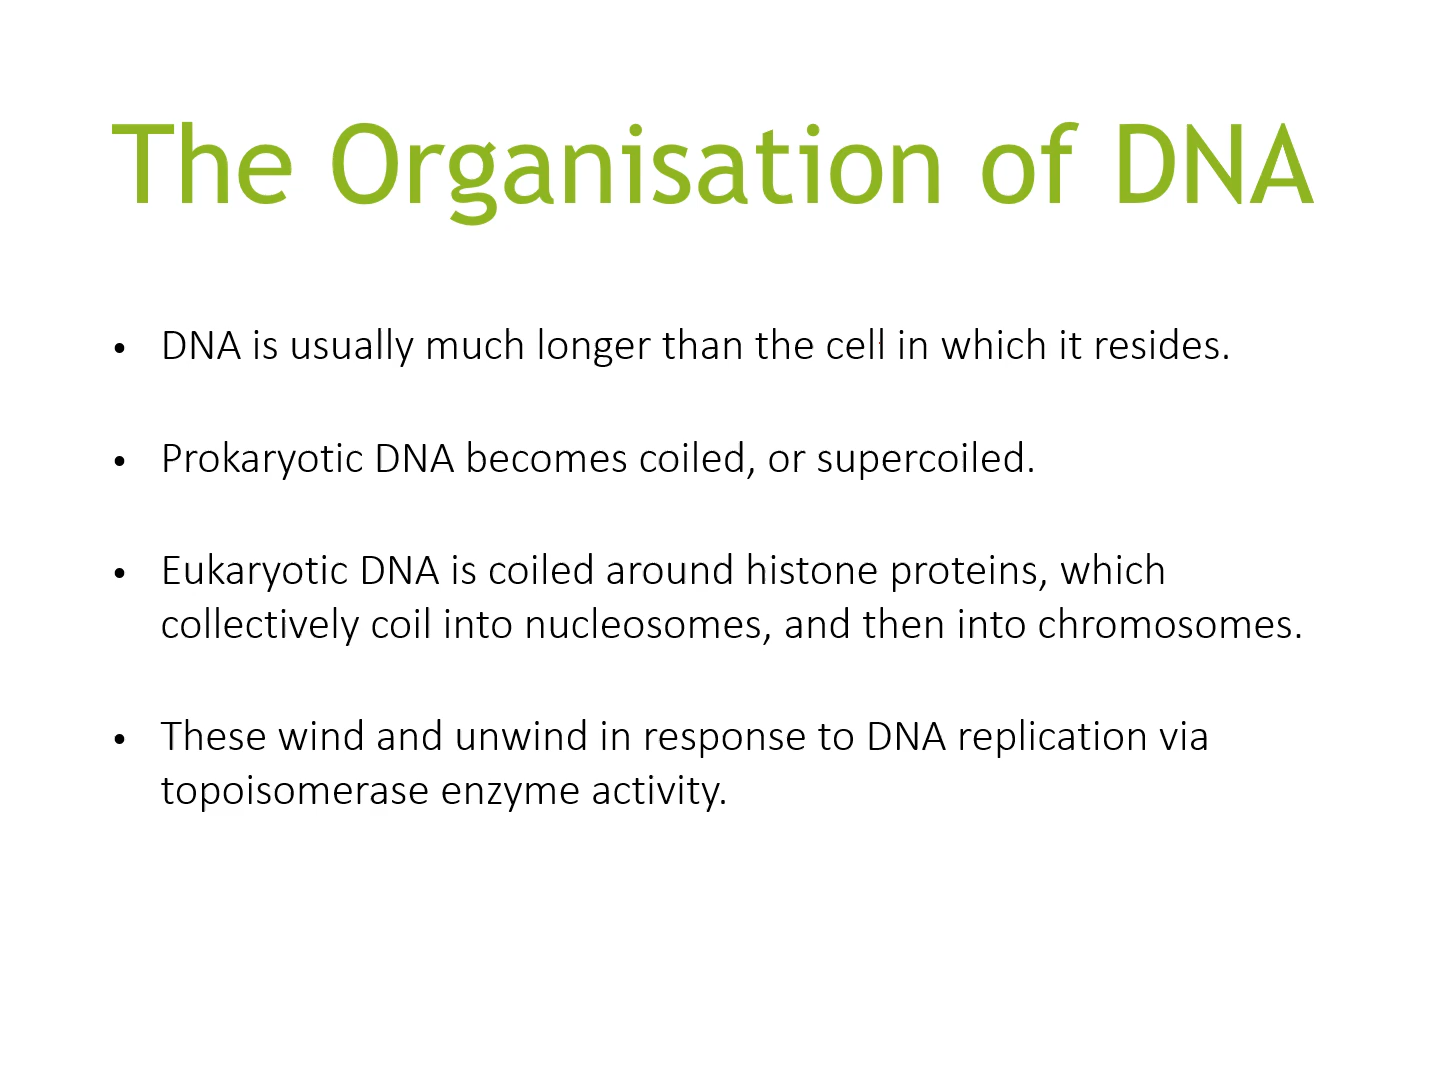 The Organisation of DNA
• DNA is usually much longer than the cell in which it resides.
• Prokaryotic DNA becomes coiled, or supercoiled.
• Eukaryotic DNA is coiled around histone proteins, which
collectively coil into nucleosomes, and then into chromosomes.
• These wind and unwind in response to DNA replication via
topoisomerase enzyme activity.